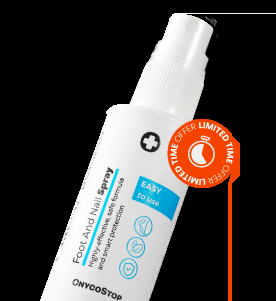 LIMITED TIME OFFER LIMITED TIME OFFER
EASY
to use
Foot And Nail Spray
Highly-effective, safe formula
and smart protection
ONYCOSTOP